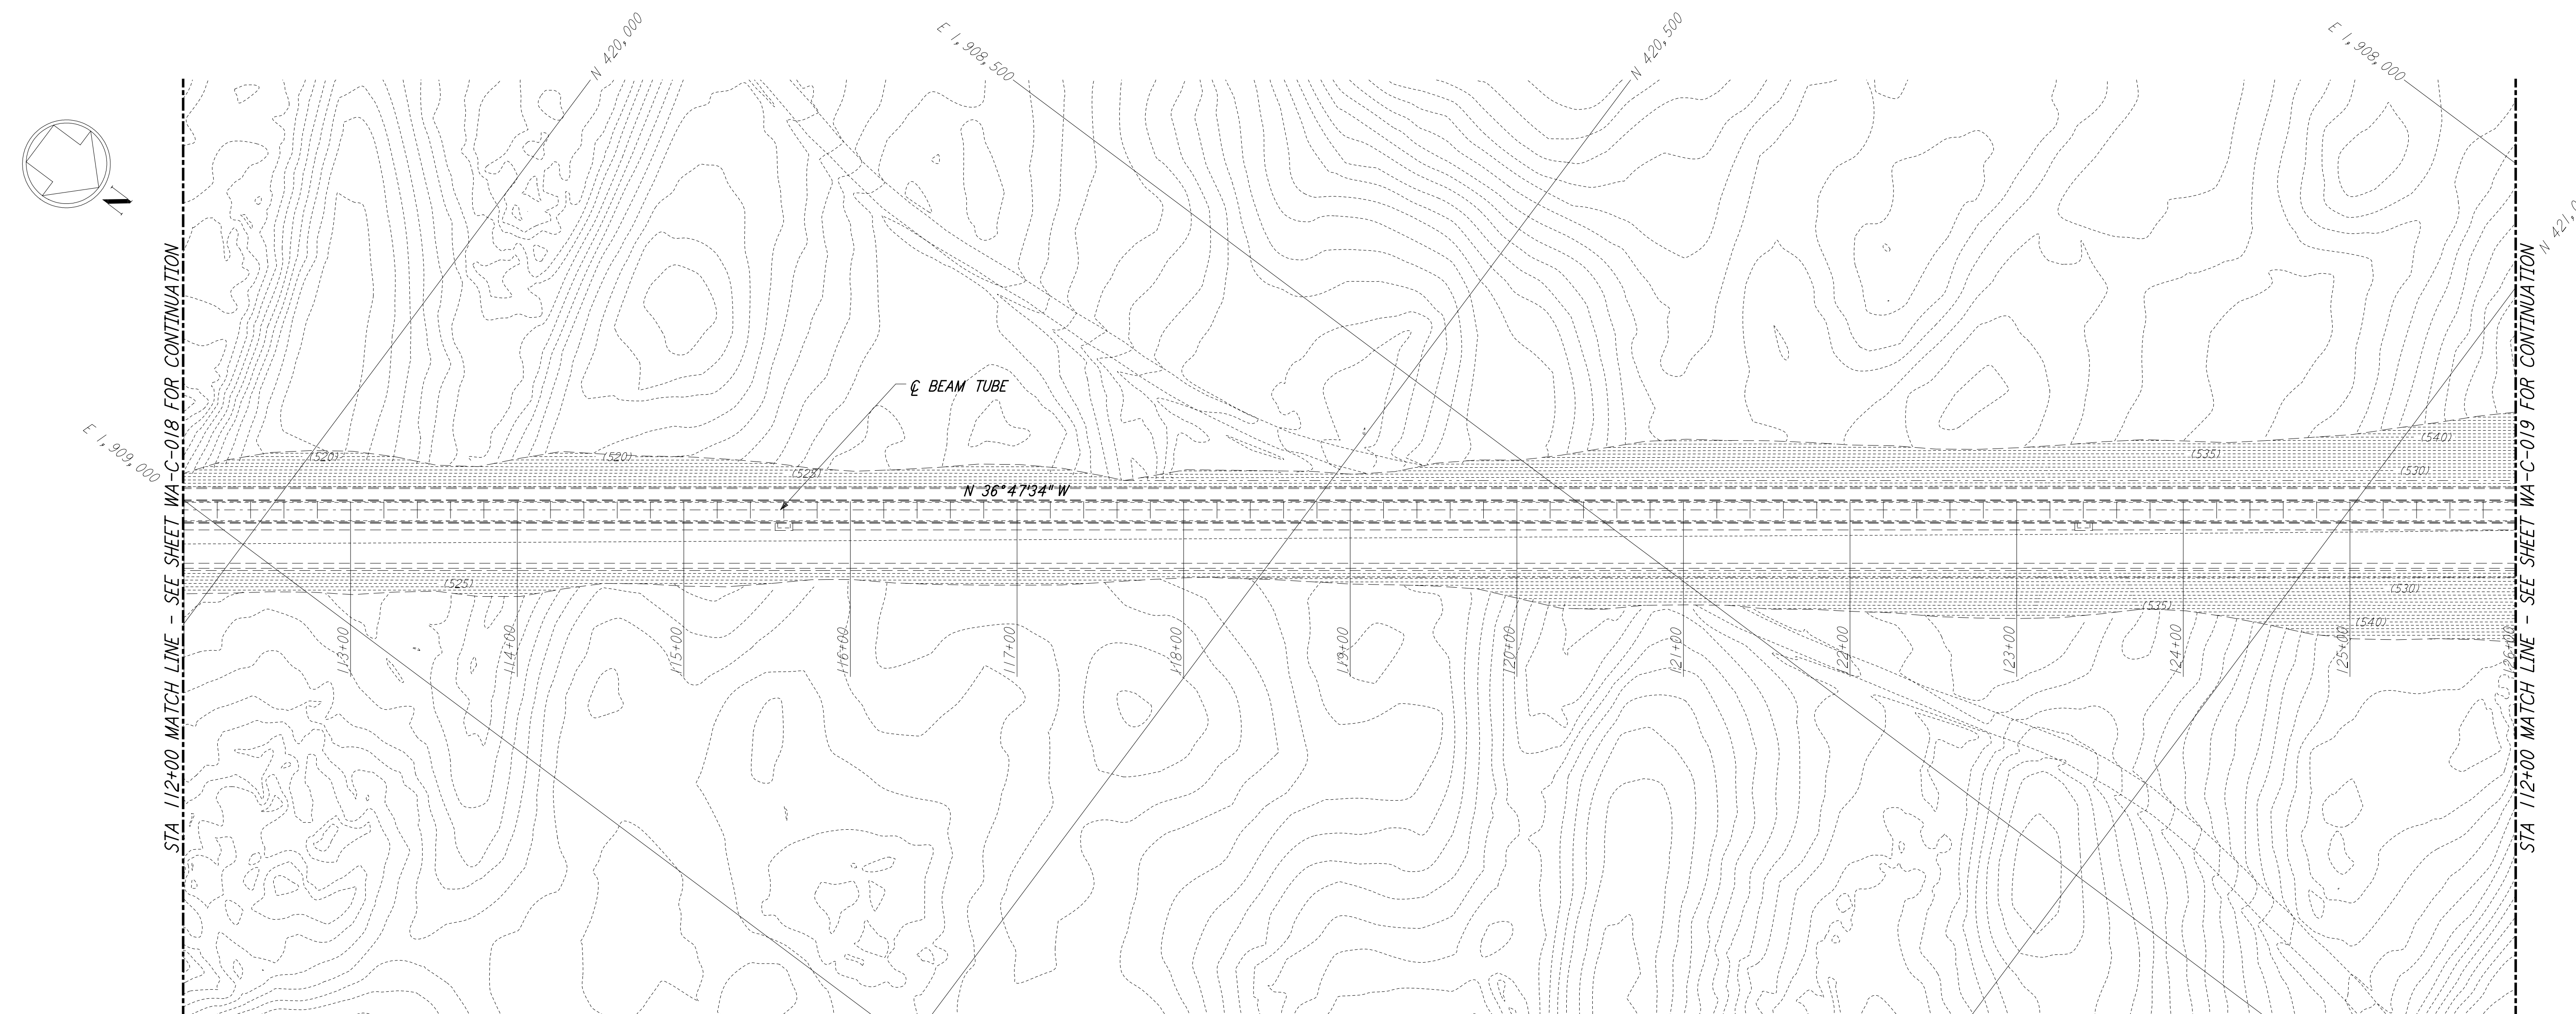 N 420,000
E 1,908,500
N 420,500
E 1,908,000
N
N 421,0
STA 112+00 MATCH LINE - SEE SHEET WA-C-018 FOR CONTINUATION
STA 112+00 MATCH LINE - SEE SHEET WA-C-019 FOR CONTINUATION
℄ BEAM TUBE
E 1,909,000
(520)
(520)
(525)
(535)
(540)
(530)
N 36°47'34" W
(525)
(530)
(535)
(540)
113+00
114+00
115+00
116+00
117+00
118+00
119+00
120+00
121+00
122+00
123+00
124+00
125+00
126+00